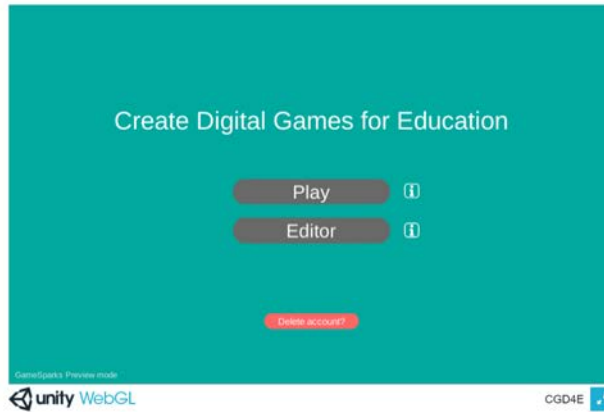 Create Digital Games for Education
Play
Editor
Delete account?
GameSparks Preview mode
unity WebGL
CGD4E